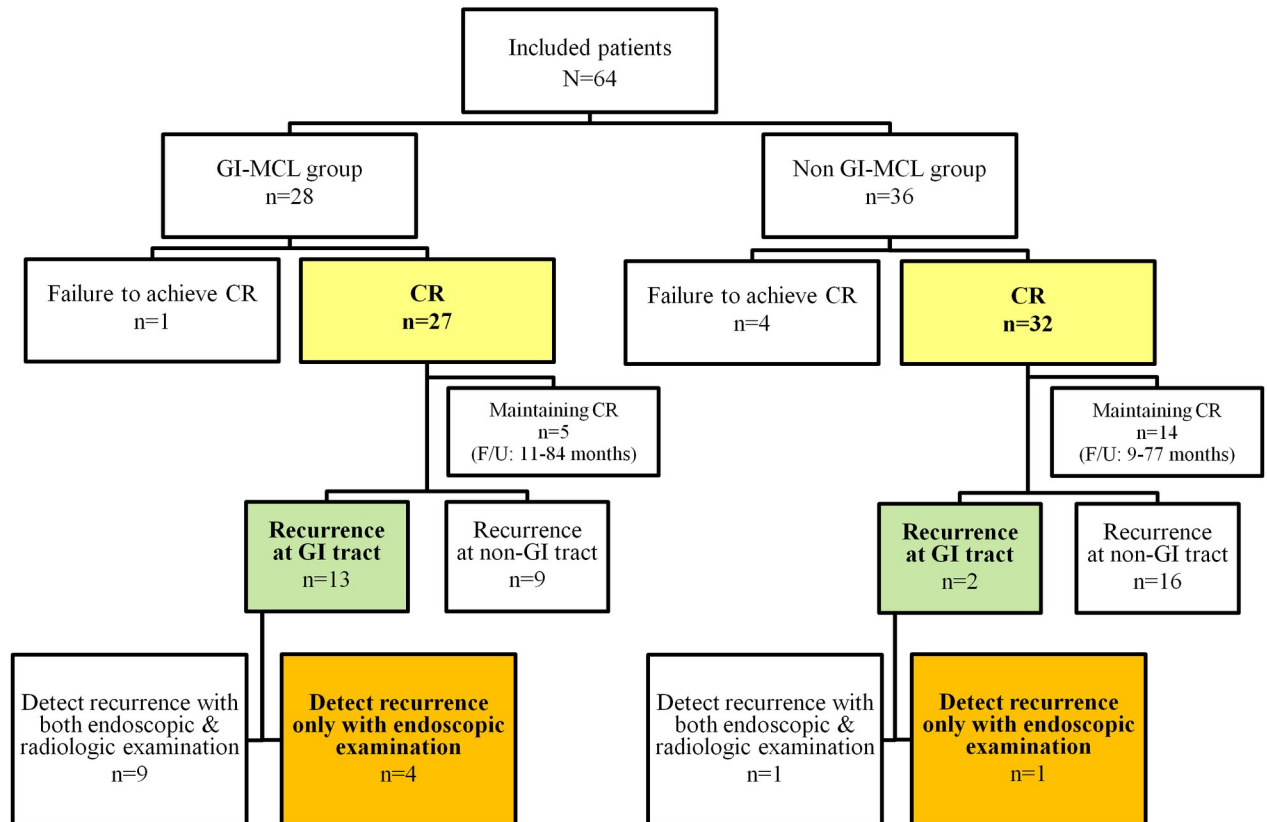 Included patients
N=64
GI-MCL group
n=28
Non GI-MCL group
n=36
Failure to achieve CR
n=1
CR
n=27
Failure to achieve CR
n=4
CR
n=32
Maintaining CR
n=5
(F/U: 11-84 months)
Maintaining CR
n=14
(F/U: 9-77 months)
Recurrence
at GI tract
n=13
Recurrence
at non-GI tract
n=9
Recurrence
at GI tract
n=2
Recurrence
at non-GI tract
n=16
Detect recurrence with
both endoscopic &
radiologic examination
n=9
Detect recurrence
only with endoscopic
examination
n=4
Detect recurrence with
both endoscopic &
radiologic examination
n=1
Detect recurrence
only with endoscopic
examination
n=1